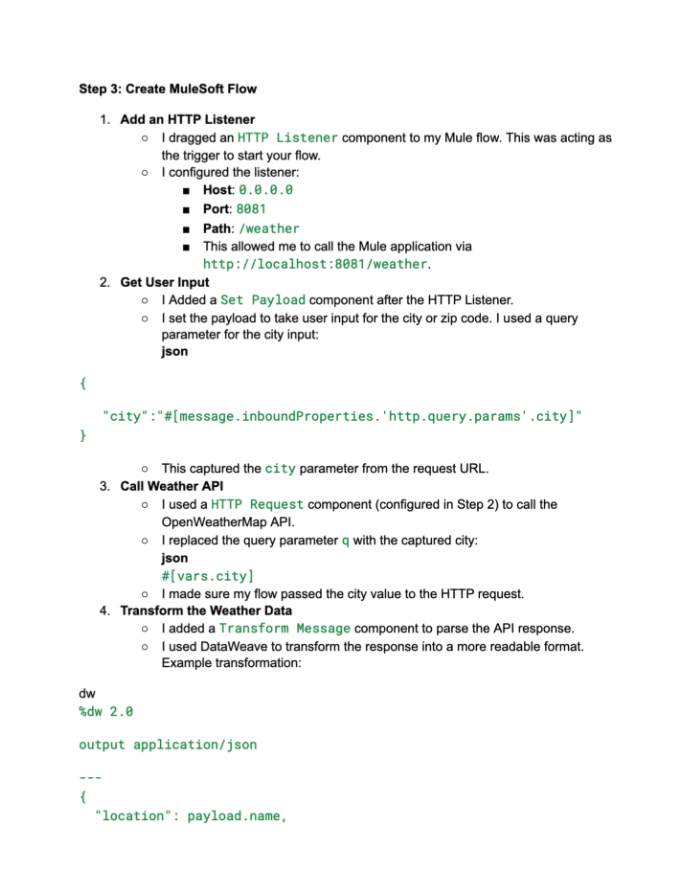 Step 3: Create MuleSoft Flow
1. Add an HTTP Listener
○ I dragged an HTTP Listener component to my Mule flow. This was acting as
the trigger to start your flow.
○ I configured the listener:
■ Host: 0.0.0.0
■ Port: 8081
■ Path: /weather
■ This allowed me to call the Mule application via
http://localhost:8081/weather.
2. Get User Input
○ I Added a Set Payload component after the HTTP Listener.
○ I set the payload to take user input for the city or zip code. I used a query
parameter for the city input:
json
{
"city":"#[message.inboundProperties.'http.query.params'.city]"
}
○ This captured the city parameter from the request URL.
3. Call Weather API
○ I used a HTTP Request component (configured in Step 2) to call the
OpenWeatherMap API.
○ I replaced the query parameter q with the captured city:
json
#[vars.city]
○ I made sure my flow passed the city value to the HTTP request.
4. Transform the Weather Data
○ I added a Transform Message component to parse the API response.
○ I used DataWeave to transform the response into a more readable format.
Example transformation:
dw
%dw 2.0
output application/json
---
{
"location": payload.name,